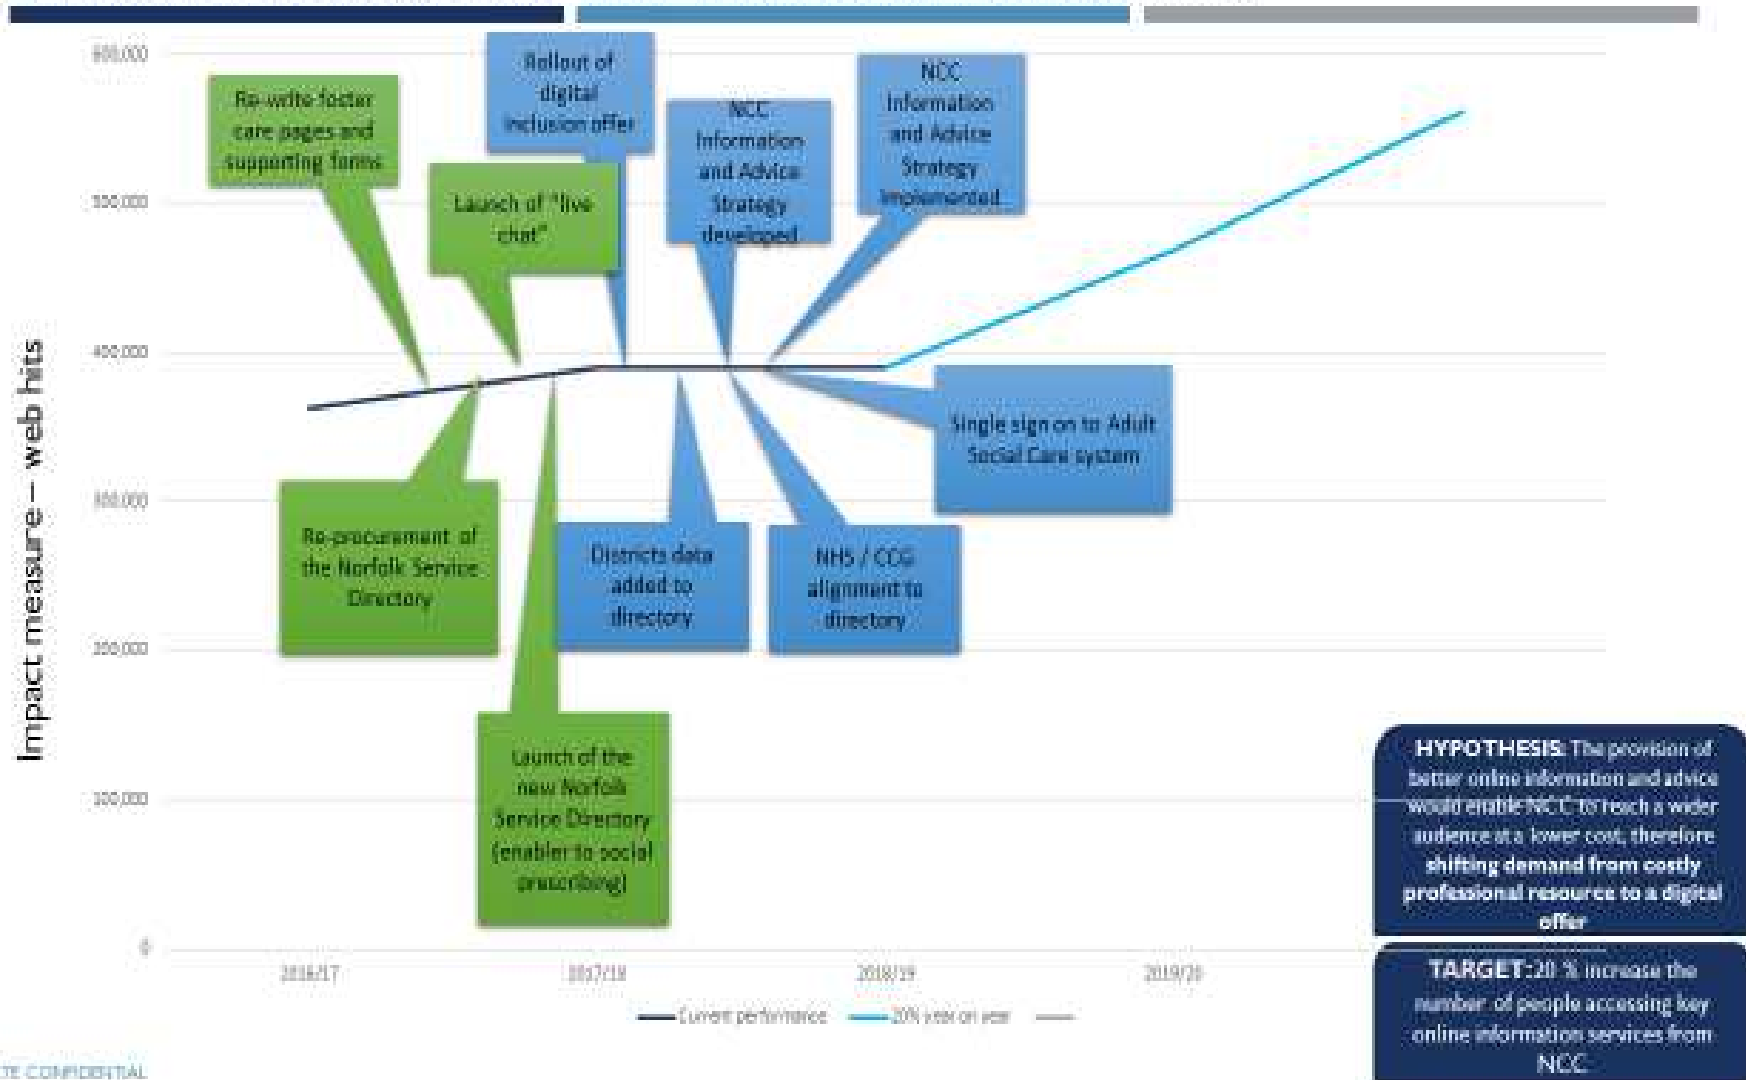 600,000
500,000
400,000
300,000
200,000
100,000
0
Impact measure – web hits
Re-write foster
care pages and
supporting forms
Launch of "live
chat"
Rollout of
digital
inclusion offer
NCC
Information
and Advice
Strategy
developed
NCC
Information
and Advice
Strategy
implemented
Single sign on to Adult
Social Care system
Re-procurement of
the Norfolk Service
Directory
Districts data
added to
directory
NHS / CCG
alignment to
directory
Launch of the
new Norfolk
Service Directory
(enabler to social
prescribing)
HYPOTHESIS: The provision of
better online information and advice
would enable NCC to reach a wider
audience at a lower cost, therefore
shifting demand from costly
professional resource to a digital
offer
TARGET:20 % increase the
number of people accessing key
online information services from
NCC
2016/17
2017/18
2018/19
2019/20
Current performance
20% year on year
TE CONFIDENTIAL